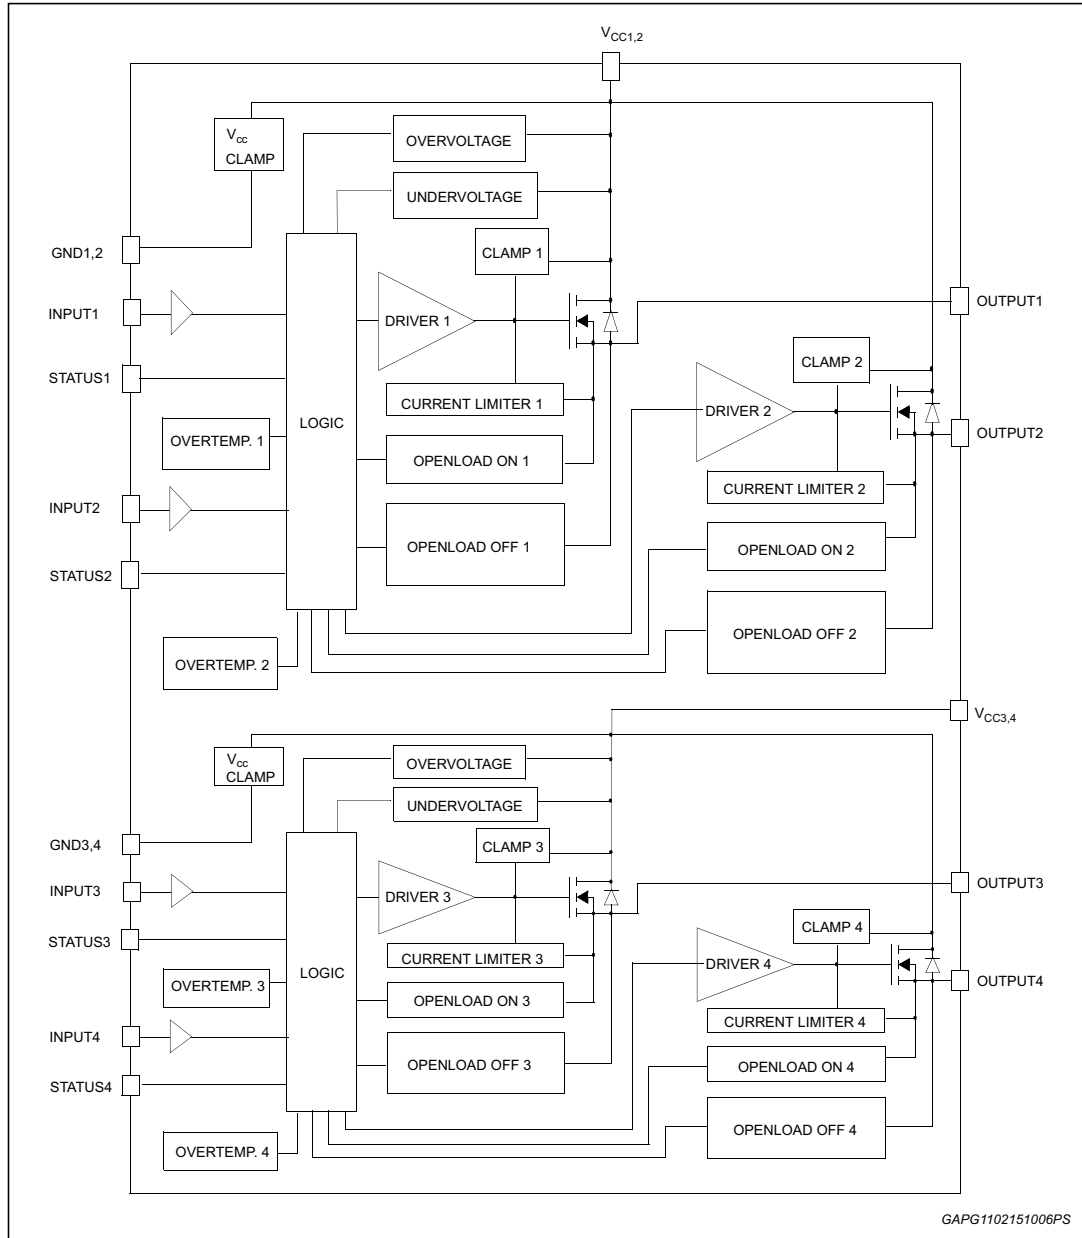 VCC1,2
Vcc
CLAMP
OVERVOLTAGE
UNDERVOLTAGE
GND1,2
CLAMP 1
INPUT1
DRIVER 1
OUTPUT1
STATUS1
CLAMP 2
CURRENT LIMITER 1
DRIVER 2
LOGIC
OVERTEMP. 1
OUTPUT2
OPENLOAD ON 1
CURRENT LIMITER 2
INPUT2
OPENLOAD OFF 1
OPENLOAD ON 2
STATUS2
OPENLOAD OFF 2
OVERTEMP. 2
VCC3,4
Vcc
CLAMP
OVERVOLTAGE
UNDERVOLTAGE
GND3,4
CLAMP 3
INPUT3
DRIVER 3
OUTPUT3
CLAMP 4
STATUS3
CURRENT LIMITER 3
DRIVER 4
LOGIC
OVERTEMP. 3
OUTPUT4
OPENLOAD ON 3
CURRENT LIMITER 4
INPUT4
OPENLOAD OFF 3
OPENLOAD ON 4
STATUS4
OPENLOAD OFF 4
OVERTEMP. 4
GAPG1102151006PS